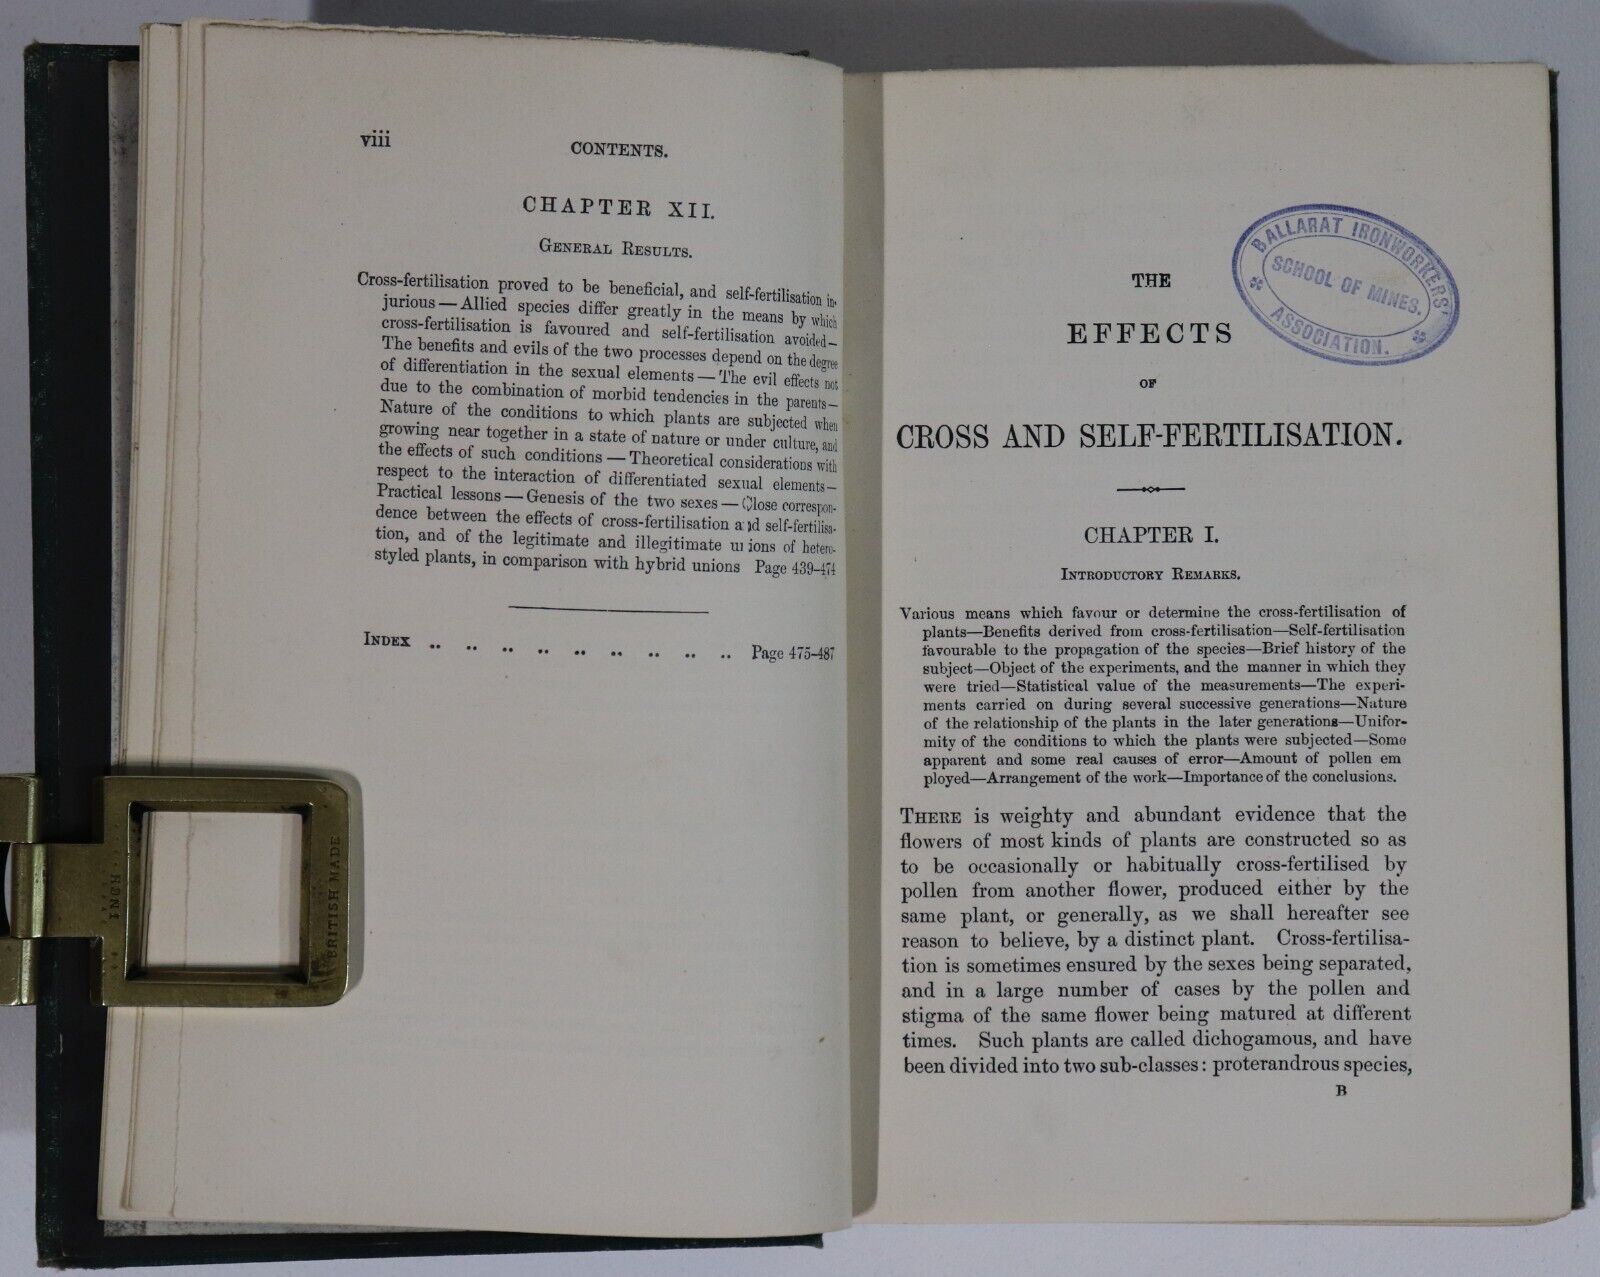 viii
CONTENTS.
CHAPTER XII.
GENERAL RESULTS.
Cross-fertilisation proved to be beneficial, and self-fertilisation in-
jurious — Allied species differ greatly in the means by which
cross-fertilisation is favoured and self-fertilisation avoided—
The benefits and evils of the two processes depend on the degree
of differentiation in the sexual elements — The evil effects not
due to the combination of morbid tendencies in the parents—
Nature of the conditions to which plants are subjected when
growing near together in a state of nature or under culture, and
the effects of such conditions — Theoretical considerations with
respect to the interaction of differentiated sexual elements—
Practical lessons — Genesis of the two sexes — Close correspon-
dence between the effects of cross-fertilisation and self-fertilisa-
tion, and of the legitimate and illegitimate unions of hetero-
styled plants, in comparison with hybrid unions Page 439-474
INDEX .. .. .. .. .. .. .. .. .. Page 475-487
BRITISH MADE
BALLARAT IRONWORKERS'
SCHOOL OF MINES.
ASSOCIATION.
THE
EFFECTS
OF
CROSS AND SELF-FERTILISATION.
CHAPTER I.
INTRODUCTORY REMARKS.
Various means which favour or determine the cross-fertilisation of
plants—Benefits derived from cross-fertilisation—Self-fertilisation
favourable to the propagation of the species—Brief history of the
subject—Object of the experiments, and the manner in which they
were tried—Statistical value of the measurements—The experi-
ments carried on during several successive generations—Nature
of the relationship of the plants in the later generations—Unifor-
mity of the conditions to which the plants were subjected—Some
apparent and some real causes of error—Amount of pollen em
ployed—Arrangement of the work—Importance of the conclusions.
THERE is weighty and abundant evidence that the
flowers of most kinds of plants are constructed so as
to be occasionally or habitually cross-fertilised by
pollen from another flower, produced either by the
same plant, or generally, as we shall hereafter see
reason to believe, by a distinct plant. Cross-fertilisa-
tion is sometimes ensured by the sexes being separated,
and in a large number of cases by the pollen and
stigma of the same flower being matured at different
times. Such plants are called dichogamous, and have
been divided into two sub-classes: proterandrous species,
B